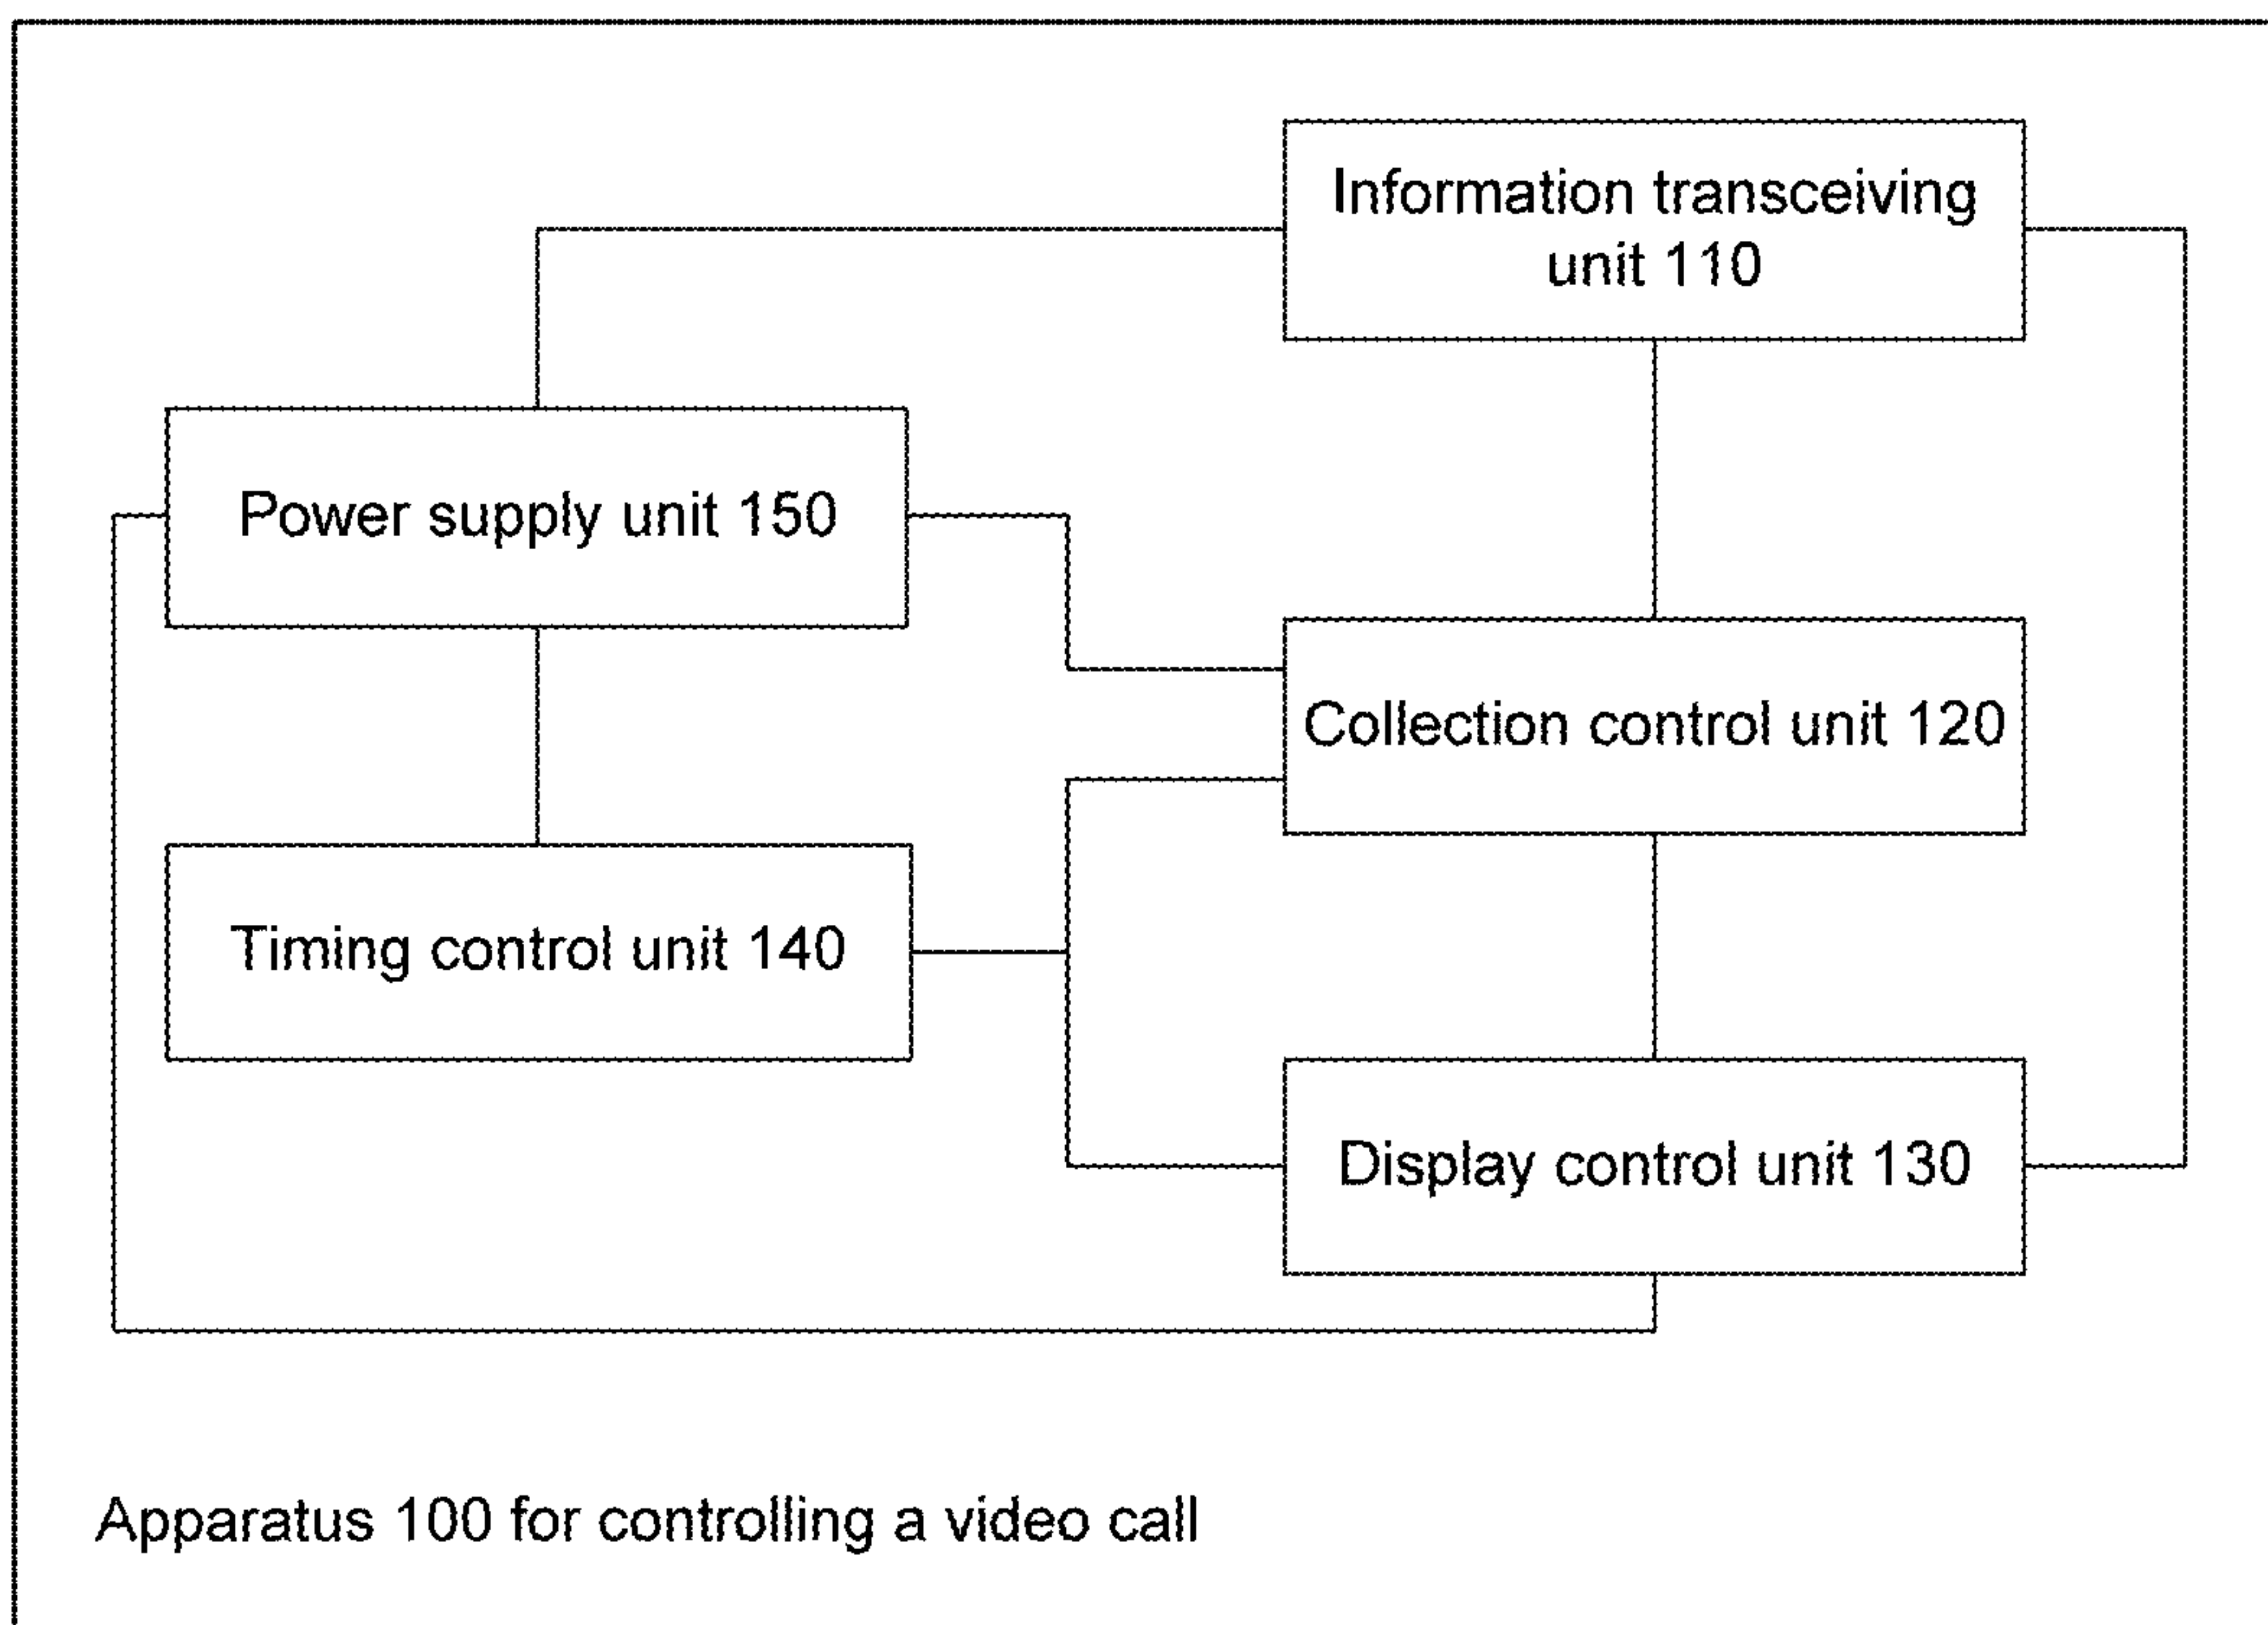 Information transceiving
unit 110
Power supply unit 150
Collection control unit 120
Timing control unit 140
Display control unit 130
Apparatus 100 for controlling a video call